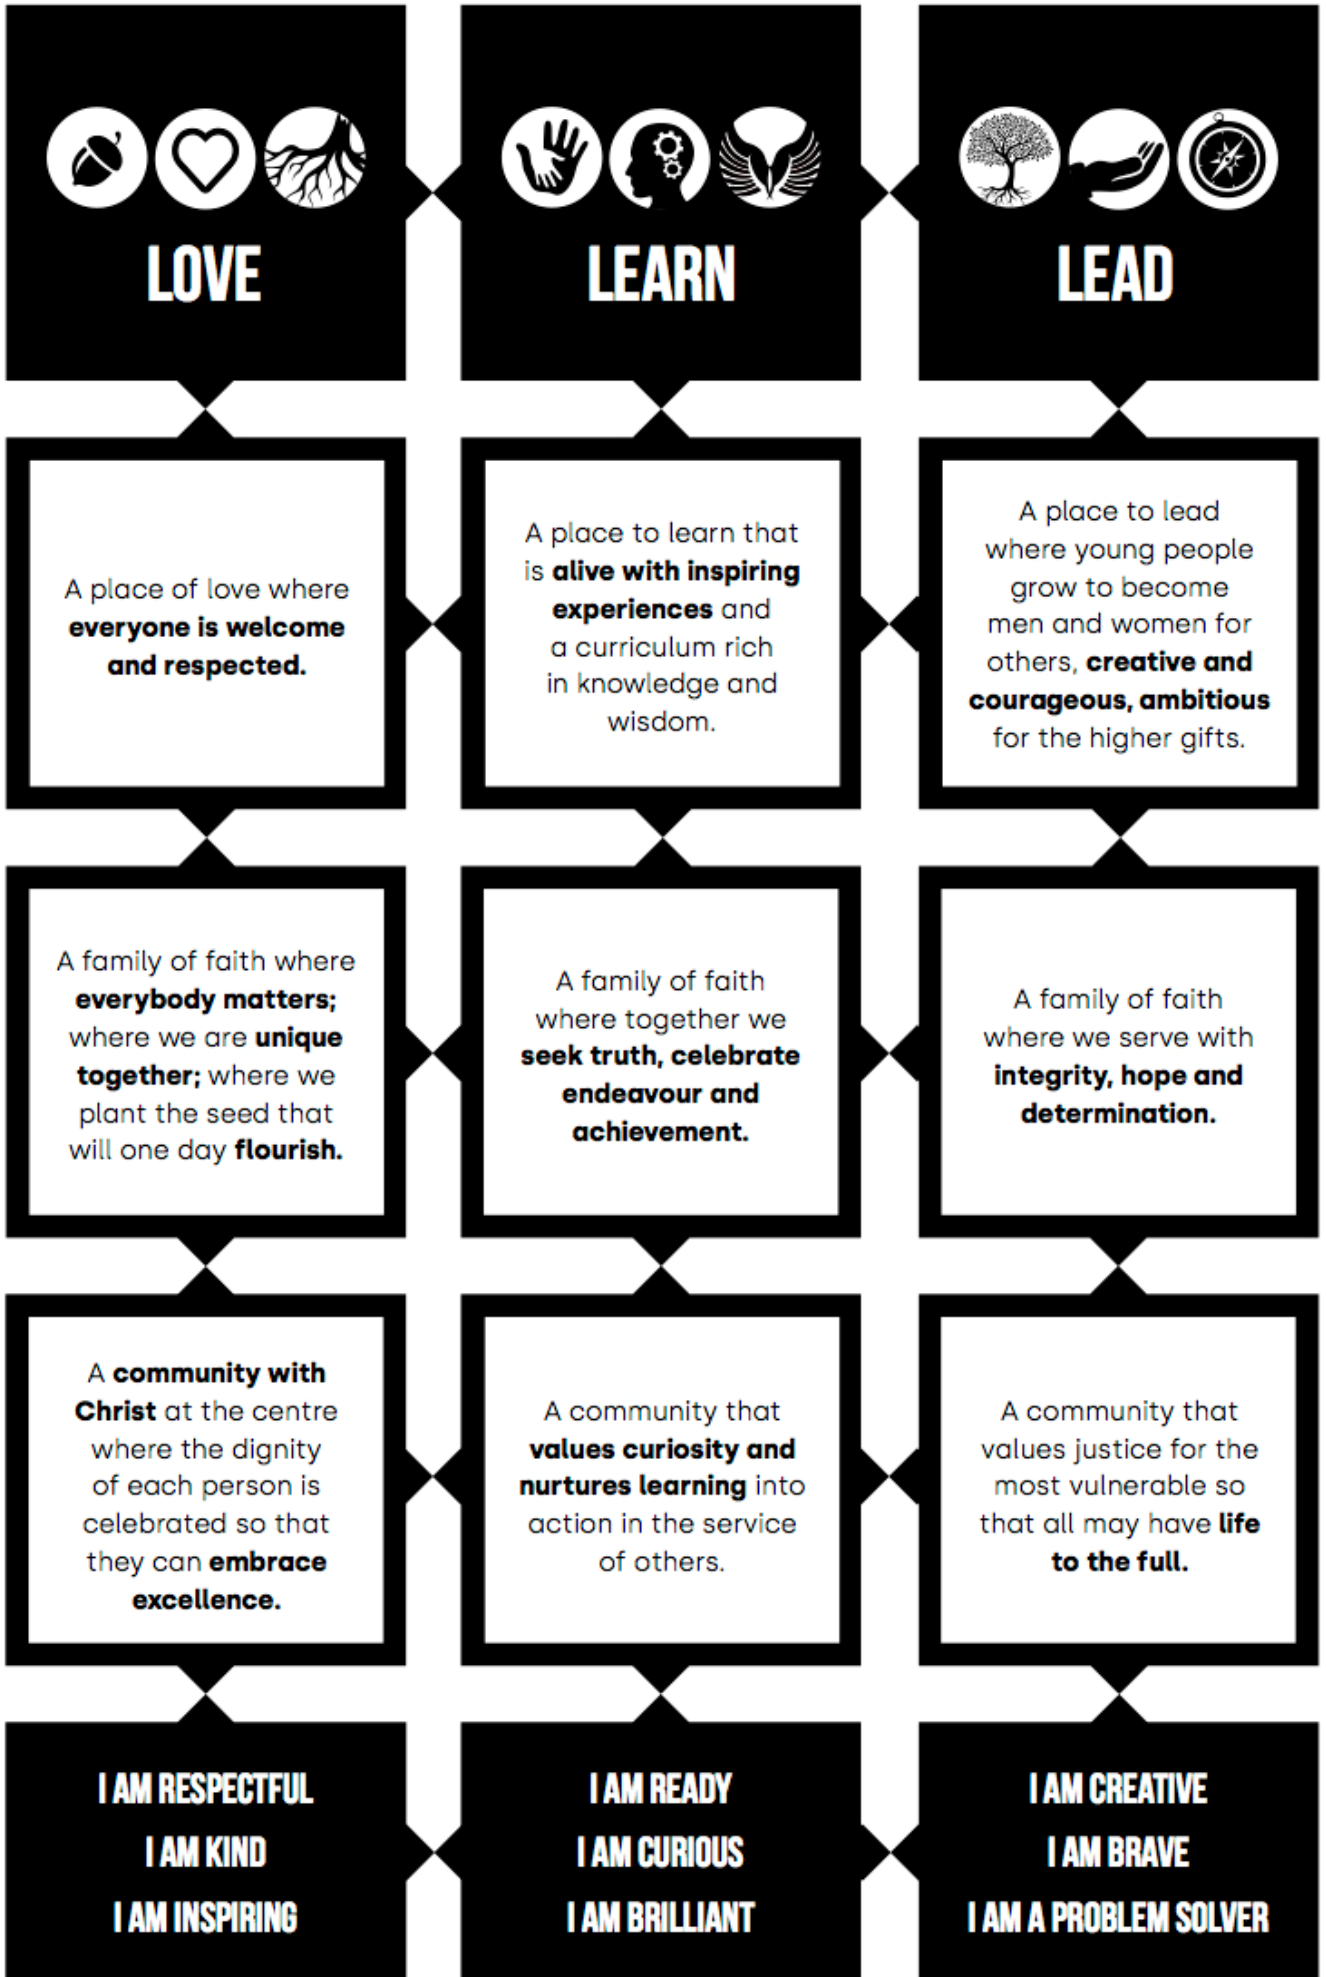 LOVE
LEARN
LEAD
A place of love where
everyone is welcome
and respected.
A place to learn that
is alive with inspiring
experiences and
a curriculum rich
in knowledge and
wisdom.
A place to lead
where young people
grow to become
men and women for
others, creative and
courageous, ambitious
for the higher gifts.
A family of faith where
everybody matters;
where we are unique
together; where we
plant the seed that
will one day flourish.
A family of faith
where together we
seek truth, celebrate
endeavour and
achievement.
A family of faith
where we serve with
integrity, hope and
determination.
A community with
Christ at the centre
where the dignity
of each person is
celebrated so that
they can embrace
excellence.
A community that
values curiosity and
nurtures learning into
action in the service
of others.
A community that
values justice for the
most vulnerable so
that all may have life
to the full.
I AM RESPECTFUL
I AM KIND
I AM INSPIRING
I AM READY
I AM CURIOUS
I AM BRILLIANT
I AM CREATIVE
I AM BRAVE
I AM A PROBLEM SOLVER